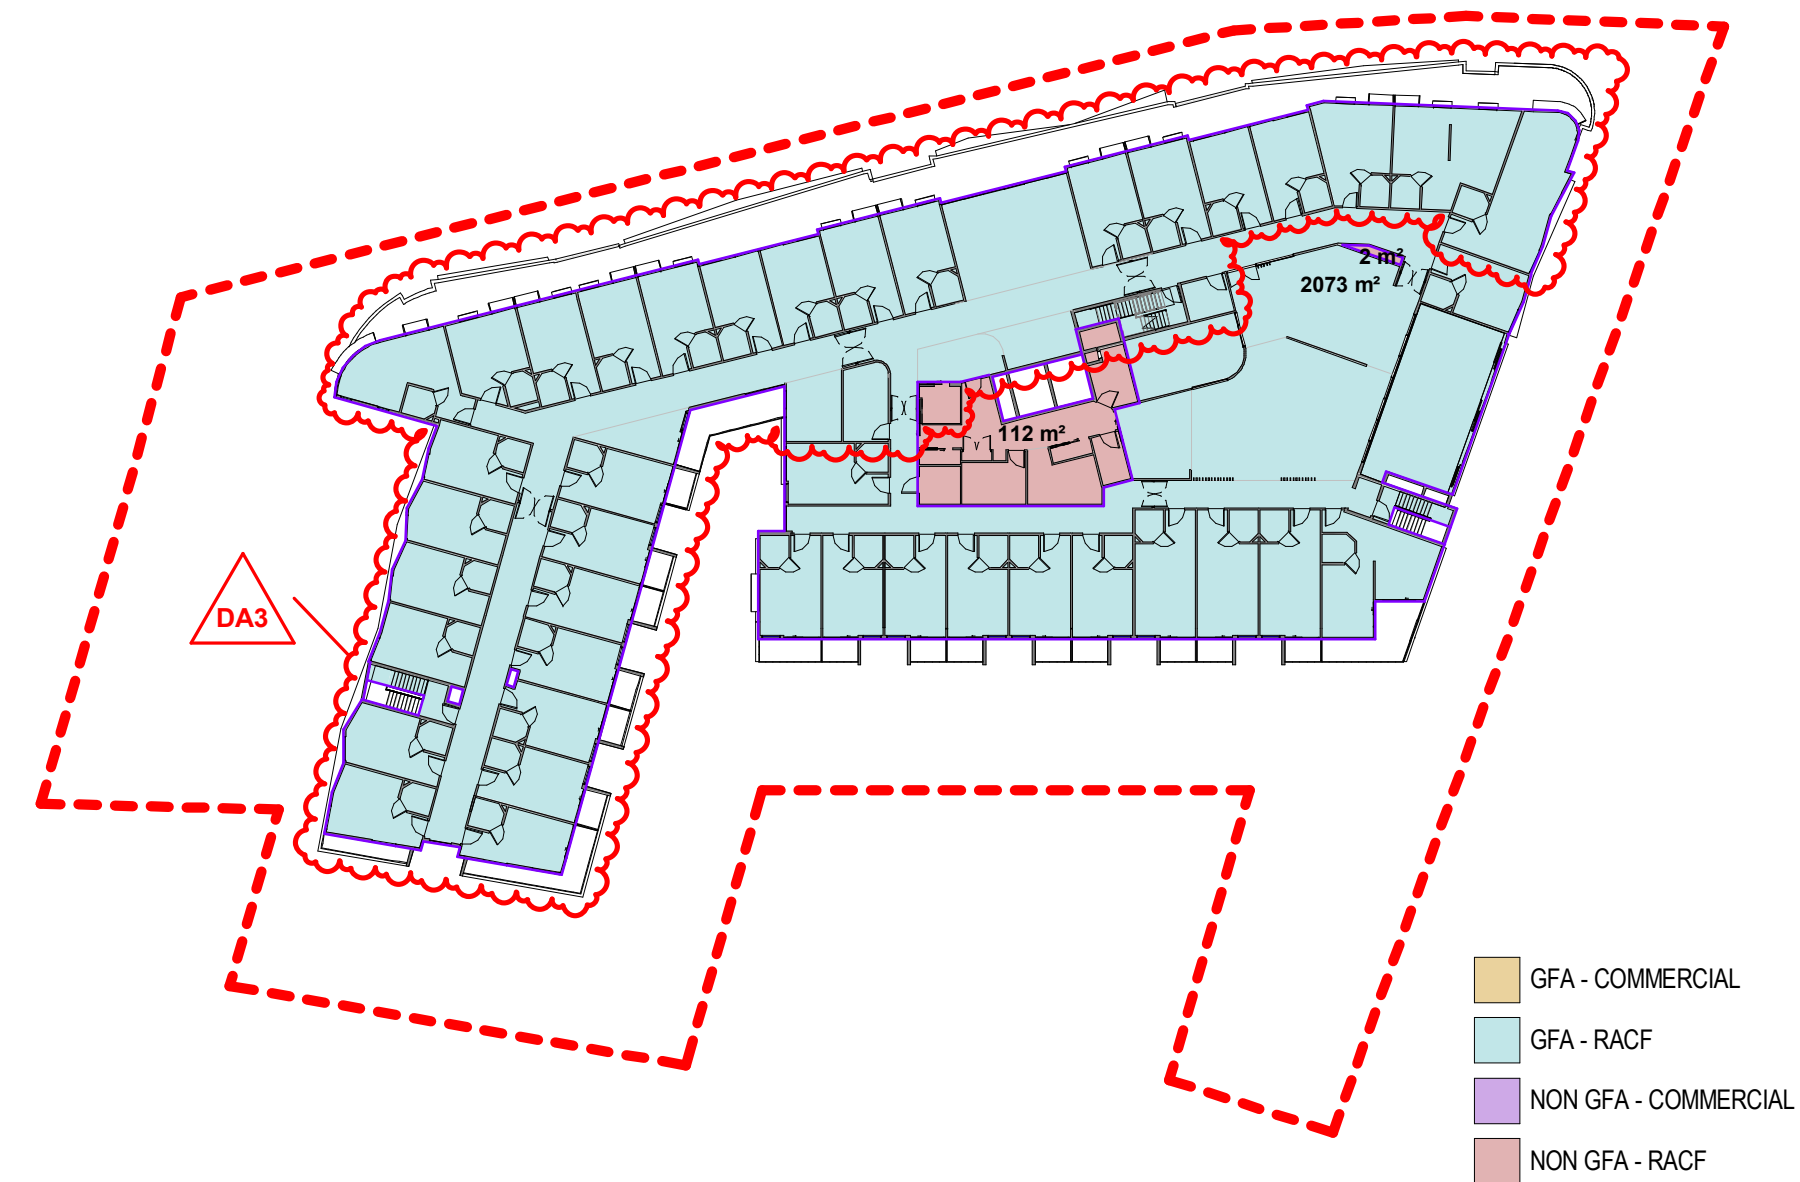 2 m²
2073 m²
112 m²
DA3
GFA - COMMERCIAL
GFA - RACF
NON GFA - COMMERCIAL
NON GFA - RACF